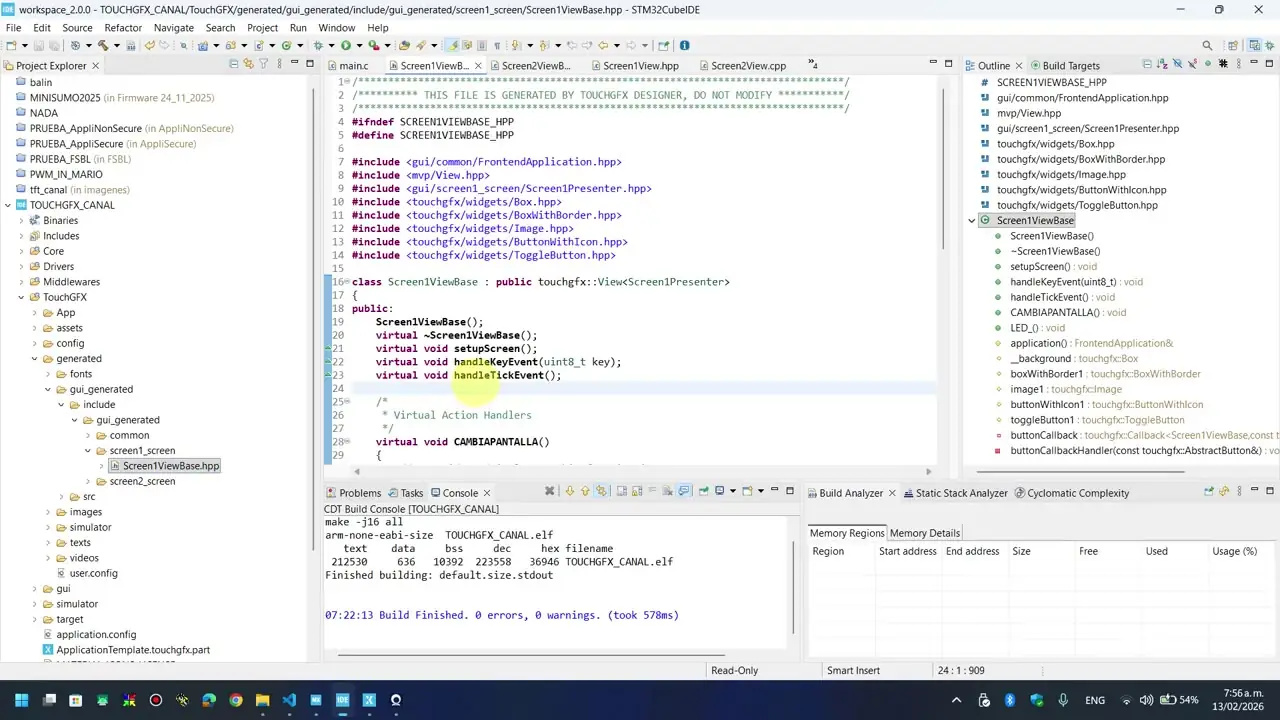 workspace_2.0.0 - TOUCHGFX_CANAL/TouchGFX/generated/gui_generated/include/gui_generated/screen1_screen/Screen1ViewBase.hpp - STM32CubeIDE
File Edit Source Refactor Navigate Search Project Run Window Help
Project Explorer
balin
MINISUMO2025 (in Firmware 24_11_2025)
NADA
PRUEBA_AppliNonSecure (in AppliNonSecure)
PRUEBA_AppliSecure (in AppliSecure)
PRUEBA_FSBL (in FSBL)
PWM_IN_MARIO
tft_canal (in imagenes)
TOUCHGFX_CANAL
Binaries
Includes
Core
Drivers
Middlewares
TouchGFX
App
assets
config
generated
fonts
gui_generated
include
gui_generated
common
screen1_screen
Screen1ViewBase.hpp
screen2_screen
src
images
simulator
texts
videos
user.config
gui
simulator
target
application.config
ApplicationTemplate.touchgfx.part
main.c Screen1ViewB... Screen2ViewB... Screen1View.hpp Screen2View.cpp 4
1 /*********************************************************************************/
2 /********** THIS FILE IS GENERATED BY TOUCHGFX DESIGNER, DO NOT MODIFY ***********/
3 /*********************************************************************************/
4 #ifndef SCREEN1VIEWBASE_HPP
5 #define SCREEN1VIEWBASE_HPP
6
7 #include <gui/common/FrontendApplication.hpp>
8 #include <mvp/View.hpp>
9 #include <gui/screen1_screen/Screen1Presenter.hpp>
10 #include <touchgfx/widgets/Box.hpp>
11 #include <touchgfx/widgets/BoxWithBorder.hpp>
12 #include <touchgfx/widgets/Image.hpp>
13 #include <touchgfx/widgets/ButtonWithIcon.hpp>
14 #include <touchgfx/widgets/ToggleButton.hpp>
15
16 class Screen1ViewBase : public touchgfx::View<Screen1Presenter>
17 {
18 public:
19 Screen1ViewBase();
20 virtual ~Screen1ViewBase();
21 virtual void setupScreen();
22 virtual void handleKeyEvent(uint8_t key);
23 virtual void handleTickEvent();
24
25 /*
26 * Virtual Action Handlers
27 */
28 virtual void CAMBIAPANTALLA()
29 {
Problems Tasks Console
CDT Build Console [TOUCHGFX_CANAL]
make -j16 all
arm-none-eabi-size TOUCHGFX_CANAL.elf
text data bss dec hex filename
212530 636 10392 223558 36946 TOUCHGFX_CANAL.elf
Finished building: default.size.stdout
07:22:13 Build Finished. 0 errors, 0 warnings. (took 578ms)
Outline Build Targets
SCREEN1VIEWBASE_HPP
gui/common/FrontendApplication.hpp
mvp/View.hpp
gui/screen1_screen/Screen1Presenter.hpp
touchgfx/widgets/Box.hpp
touchgfx/widgets/BoxWithBorder.hpp
touchgfx/widgets/Image.hpp
touchgfx/widgets/ButtonWithIcon.hpp
touchgfx/widgets/ToggleButton.hpp
Screen1ViewBase
Screen1ViewBase()
~Screen1ViewBase()
setupScreen() : void
handleKeyEvent(uint8_t) : void
handleTickEvent() : void
CAMBIAPANTALLA() : void
LED_() : void
application() : FrontendApplication&
__background : touchgfx::Box
boxWithBorder1 : touchgfx::BoxWithBorder
image1 : touchgfx::Image
buttonWithIcon1 : touchgfx::ButtonWithIcon
toggleButton1 : touchgfx::ToggleButton
buttonCallback : touchgfx::Callback<Screen1ViewBase,const t
buttonCallbackHandler(const touchgfx::AbstractButton&) : vo
Build Analyzer Static Stack Analyzer Cyclomatic Complexity
Memory Regions Memory Details
Region Start address End address Size Free Used Usage (%)
Read-Only Smart Insert 24 : 1 : 909
ENG 54% 7:56 a. m.
13/02/2026